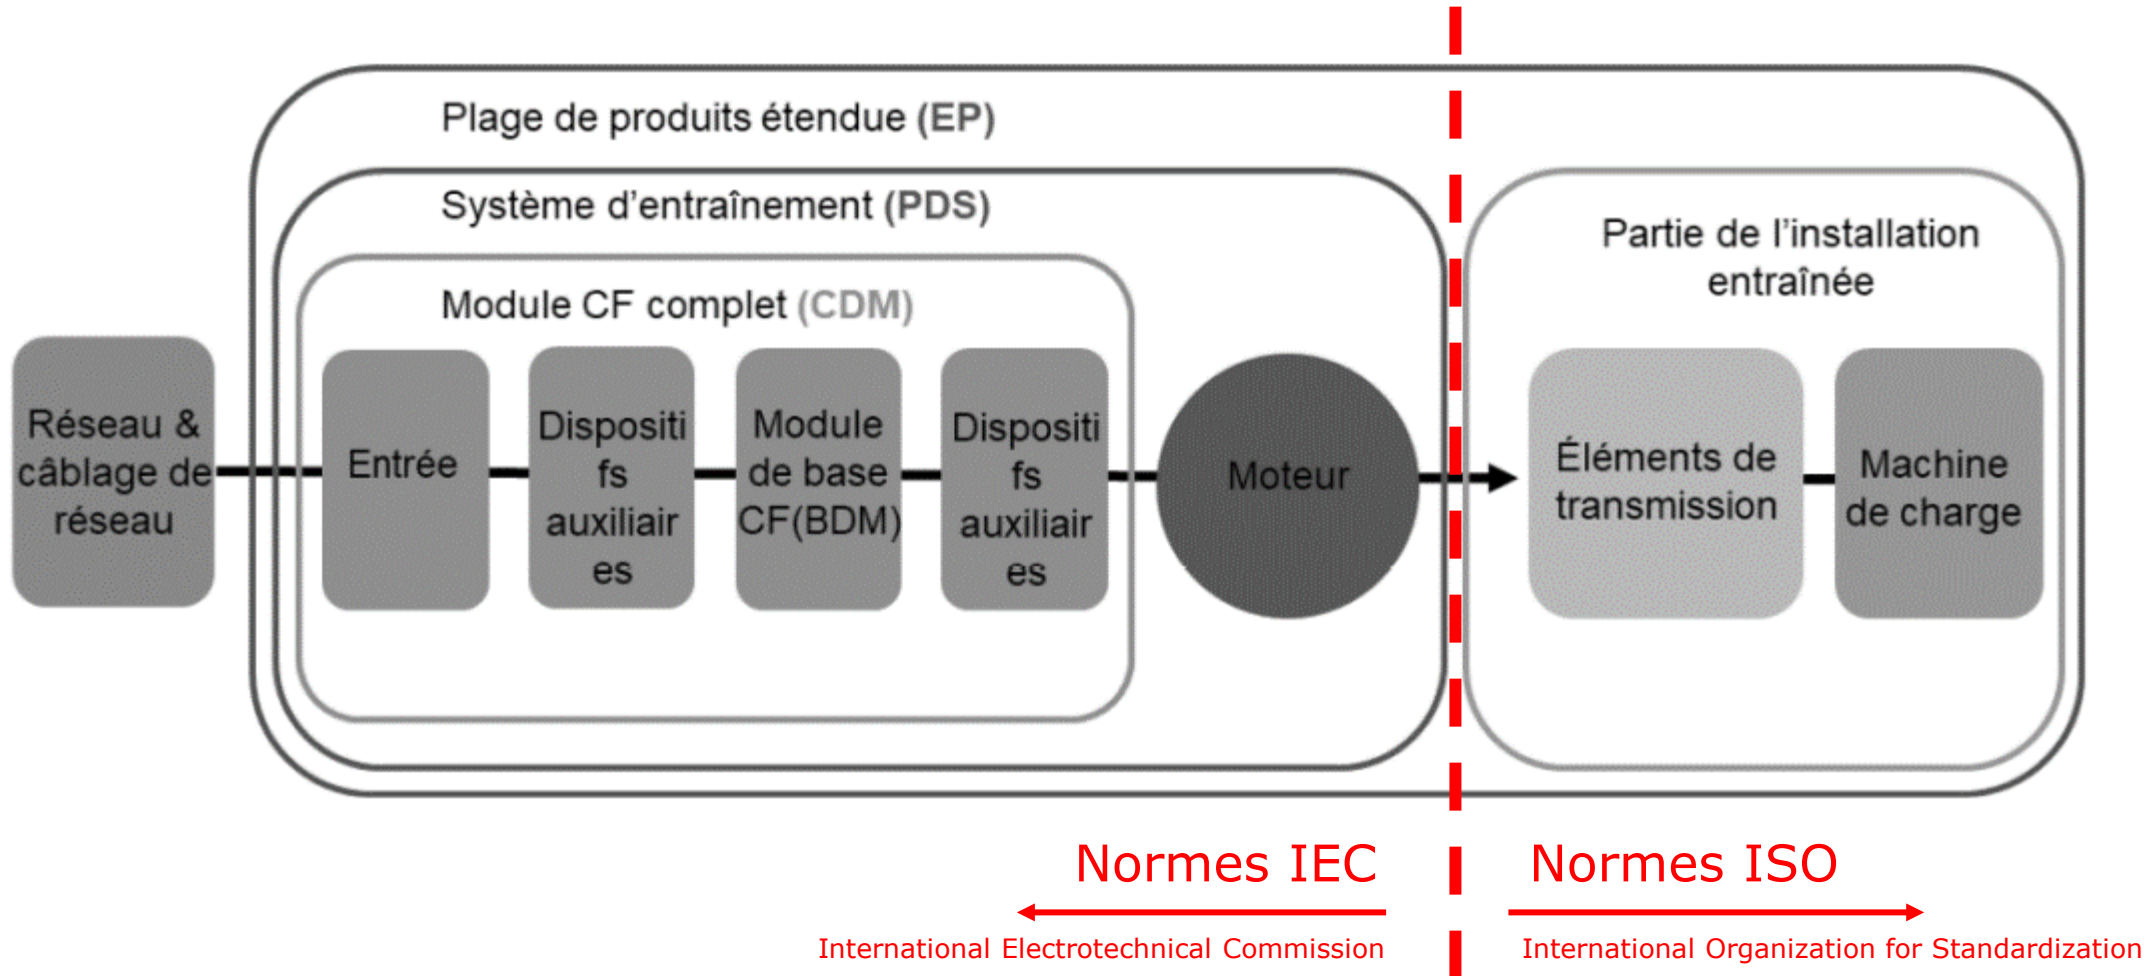 Plage de produits étendue (EP)
Système d'entraînement (PDS)
Module CF complet (CDM)
Réseau &
câblage de
réseau
Entrée
Dispositi
fs
auxiliair
es
Module
de base
CF(BDM)
Dispositi
fs
auxiliair
es
Moteur
Partie de l'installation
entraînée
Éléments de
transmission
Machine
de charge
Normes IEC
International Electrotechnical Commission
Normes ISO
International Organization for Standardization